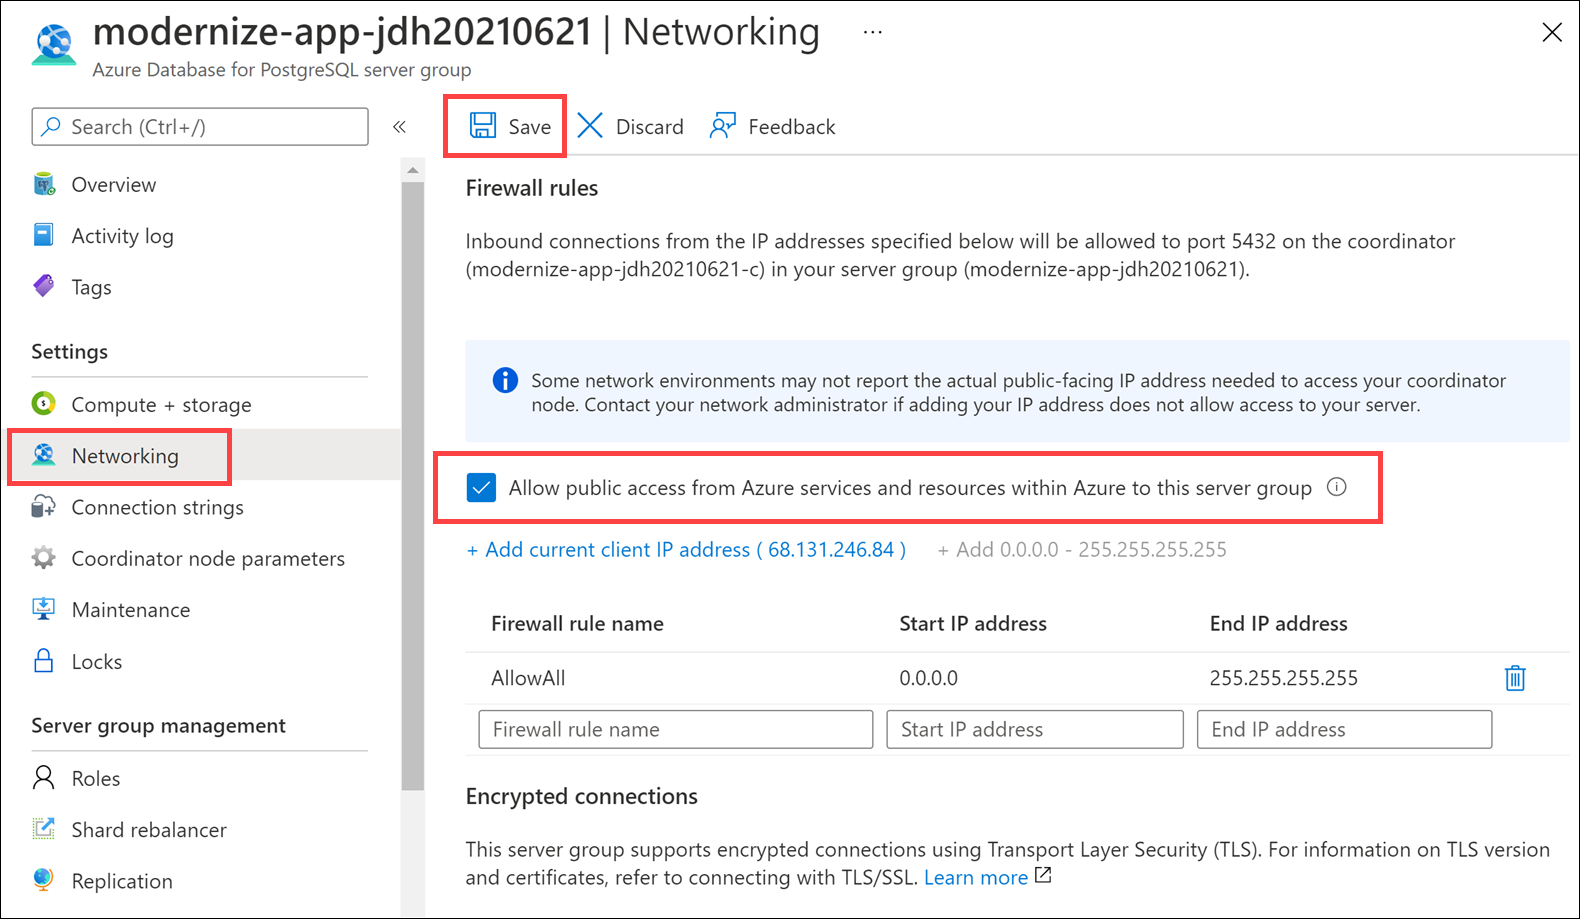 modernize-app-jdh20210621 | Networking ...
Azure Database for PostgreSQL server group
Search (Ctrl+/)
«
Overview
Activity log
Tags
Settings
Compute + storage
Networking
Connection strings
Coordinator node parameters
Maintenance
Locks
Server group management
Roles
Shard rebalancer
Replication
Save
Discard
Feedback
Firewall rules
Inbound connections from the IP addresses specified below will be allowed to port 5432 on the coordinator
(modernize-app-jdh20210621-c) in your server group (modernize-app-jdh20210621).
Some network environments may not report the actual public-facing IP address needed to access your coordinator
node. Contact your network administrator if adding your IP address does not allow access to your server.
Allow public access from Azure services and resources within Azure to this server group
+ Add current client IP address ( 68.131.246.84 )
+ Add 0.0.0.0 - 255.255.255.255
Firewall rule name
Start IP address
End IP address
AllowAll
0.0.0.0
255.255.255.255
Firewall rule name
Start IP address
End IP address
Encrypted connections
This server group supports encrypted connections using Transport Layer Security (TLS). For information on TLS version
and certificates, refer to connecting with TLS/SSL. Learn more